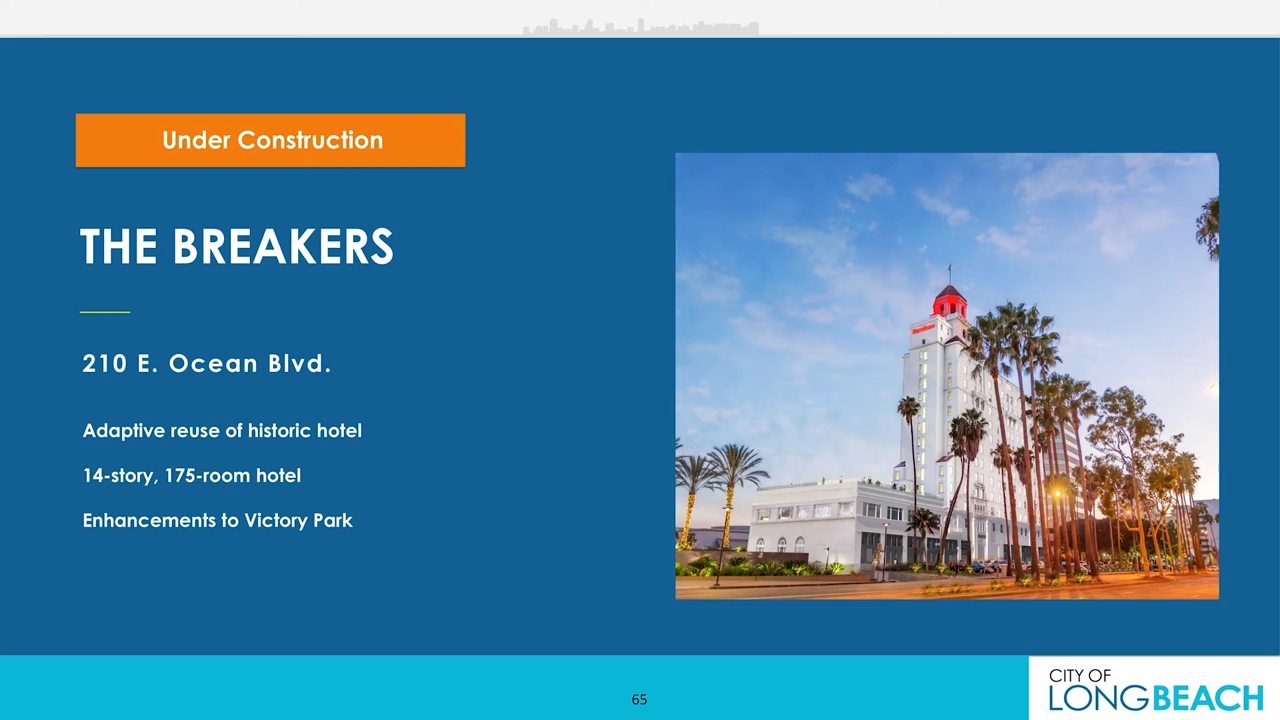 Under Construction
THE BREAKERS
210 E. Ocean Blvd.
Adaptive reuse of historic hotel
14-story, 175-room hotel
Enhancements to Victory Park
65
CITY OF
LONGBEACH